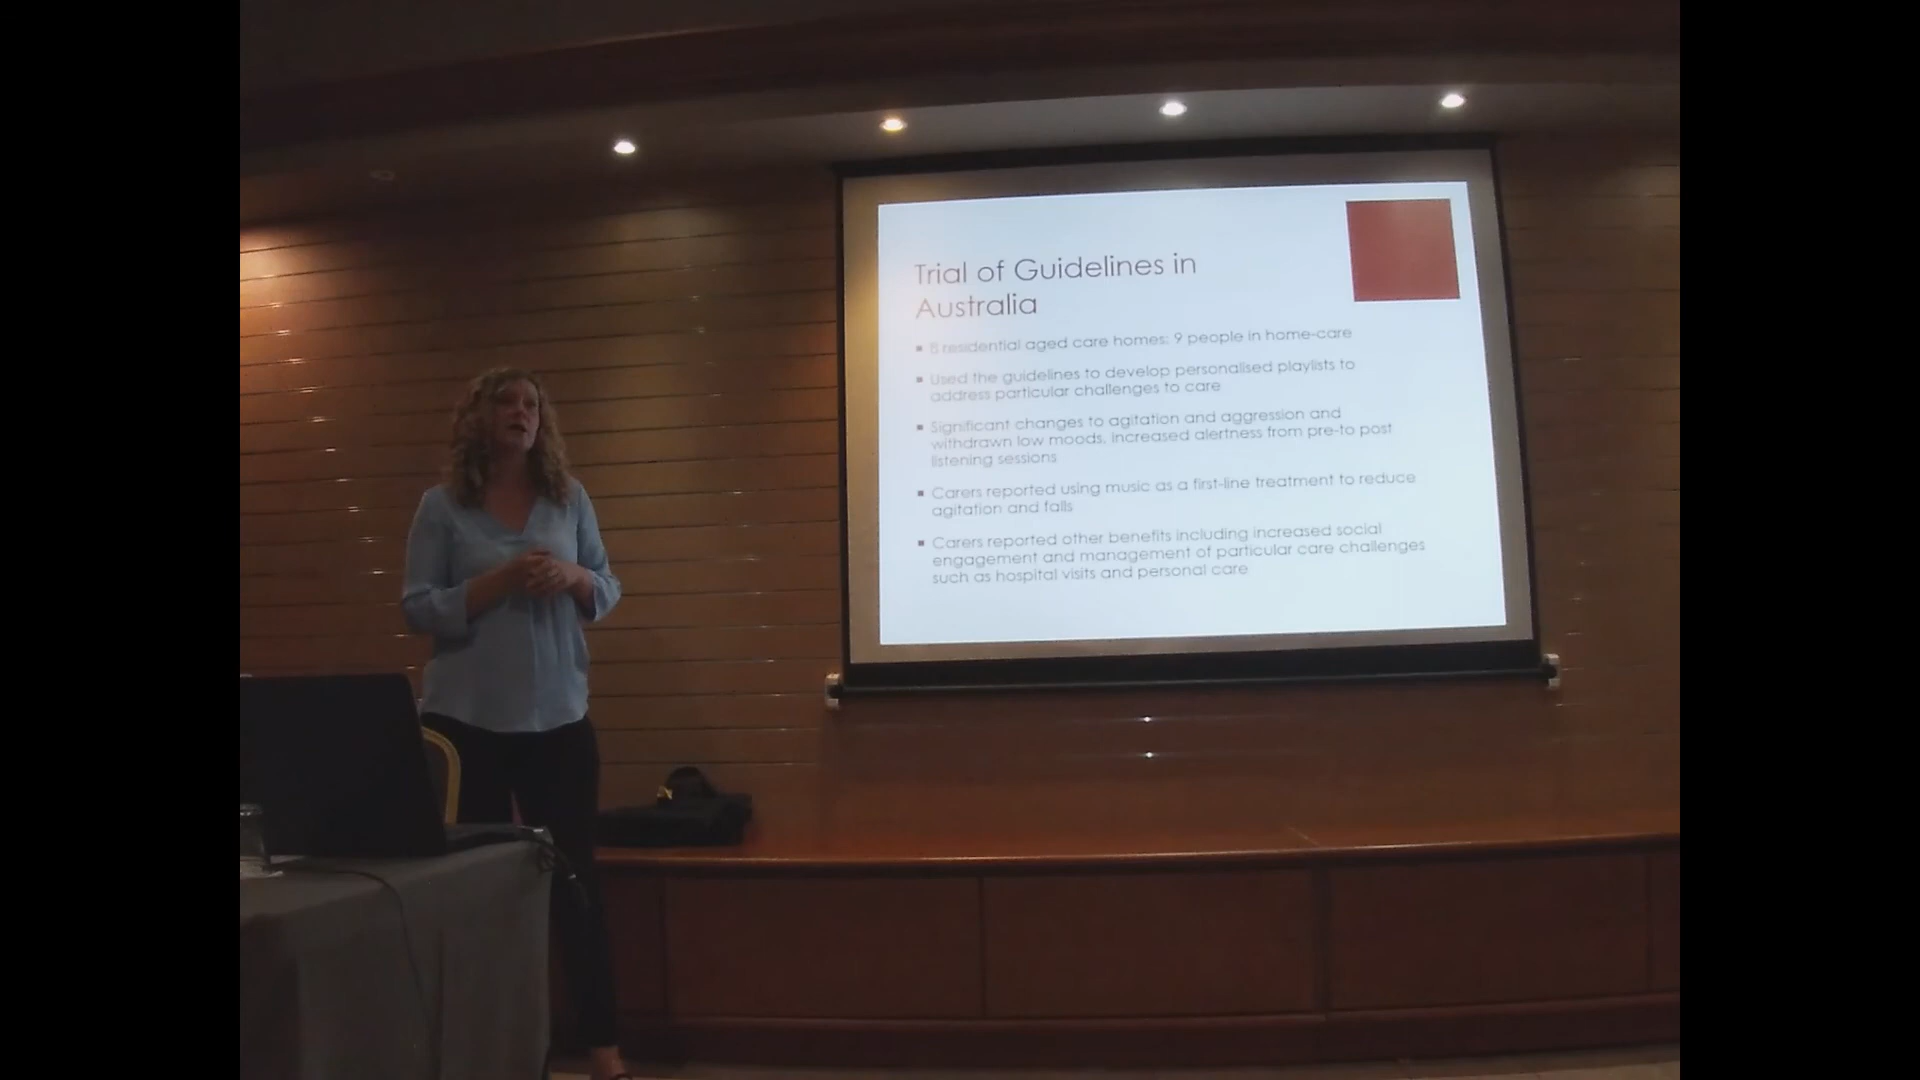 Trial of Guidelines in
Australia
residential aged care homes: 9 people in home-care
Used the guidelines to develop personalised playlists to
address particular challenges to care
Significant changes to agitation and aggression and
withdrawn low moods. Increased alertness from pre-to post
listening sessions
Carers reported using music as a first-line treatment to reduce
agitation and falls
Carers reported other benefits including increased social
engagement and management of particular care challenges
such as hospital visits and personal care